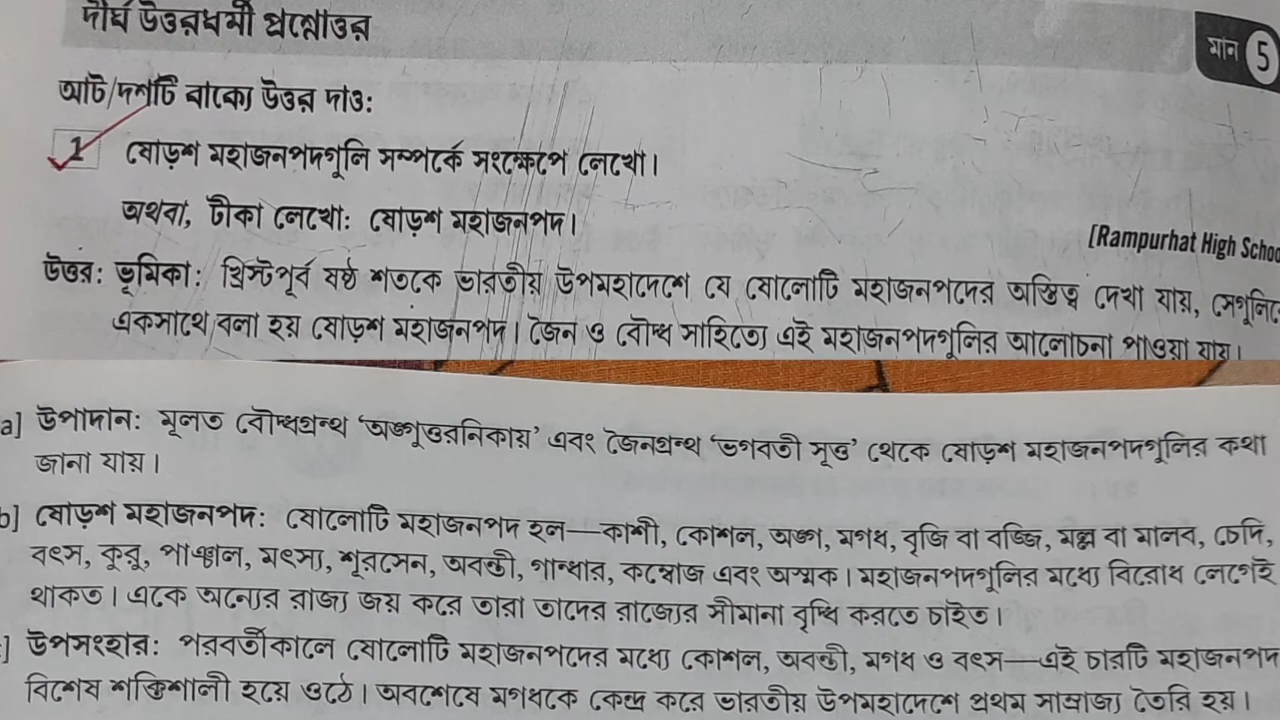 দীর্ঘ উত্তরধর্মী প্রশ্নোত্তর
মান 5
আট/দশটি বাক্যে উত্তর দাও:
1 ষোড়শ মহাজনপদগুলি সম্পর্কে সংক্ষেপে লেখো।
অথবা, টীকা লেখো: ষোড়শ মহাজনপদ।
[Rampurhat High Schoo
উত্তর: ভূমিকা: খ্রিস্টপূর্ব ষষ্ঠ শতকে ভারতীয় উপমহাদেশে যে ষোলোটি মহাজনপদের অস্তিত্ব দেখা যায়, সেগুলিকে
একসাথে বলা হয় ষোড়শ মহাজনপদ। জৈন ও বৌদ্ধ সাহিত্যে এই মহাজনপদগুলির আলোচনা পাওয়া যায়।
a] উপাদান: মূলত বৌদ্ধগ্রন্থ ‘অঙ্গুত্তরনিকায়’ এবং জৈনগ্রন্থ ‘ভগবতী সূত্ত’ থেকে ষোড়শ মহাজনপদগুলির কথা
জানা যায়।
b] ষোড়শ মহাজনপদ: ষোলোটি মহাজনপদ হল—কাশী, কোশল, অঙ্গ, মগধ, বৃজি বা বজ্জি, মল্ল বা মালব, চেদি,
বৎস, কুরু, পাঞ্চাল, মৎস্য, শূরসেন, অবন্তী, গান্ধার, কম্বোজ এবং অস্মক। মহাজনপদগুলির মধ্যে বিরোধ লেগেই
থাকত। একে অন্যের রাজ্য জয় করে তারা তাদের রাজ্যের সীমানা বৃদ্ধি করতে চাইত।
] উপসংহার: পরবর্তীকালে ষোলোটি মহাজনপদের মধ্যে কোশল, অবন্তী, মগধ ও বৎস—এই চারটি মহাজনপদ
বিশেষ শক্তিশালী হয়ে ওঠে। অবশেষে মগধকে কেন্দ্র করে ভারতীয় উপমহাদেশে প্রথম সাম্রাজ্য তৈরি হয়।